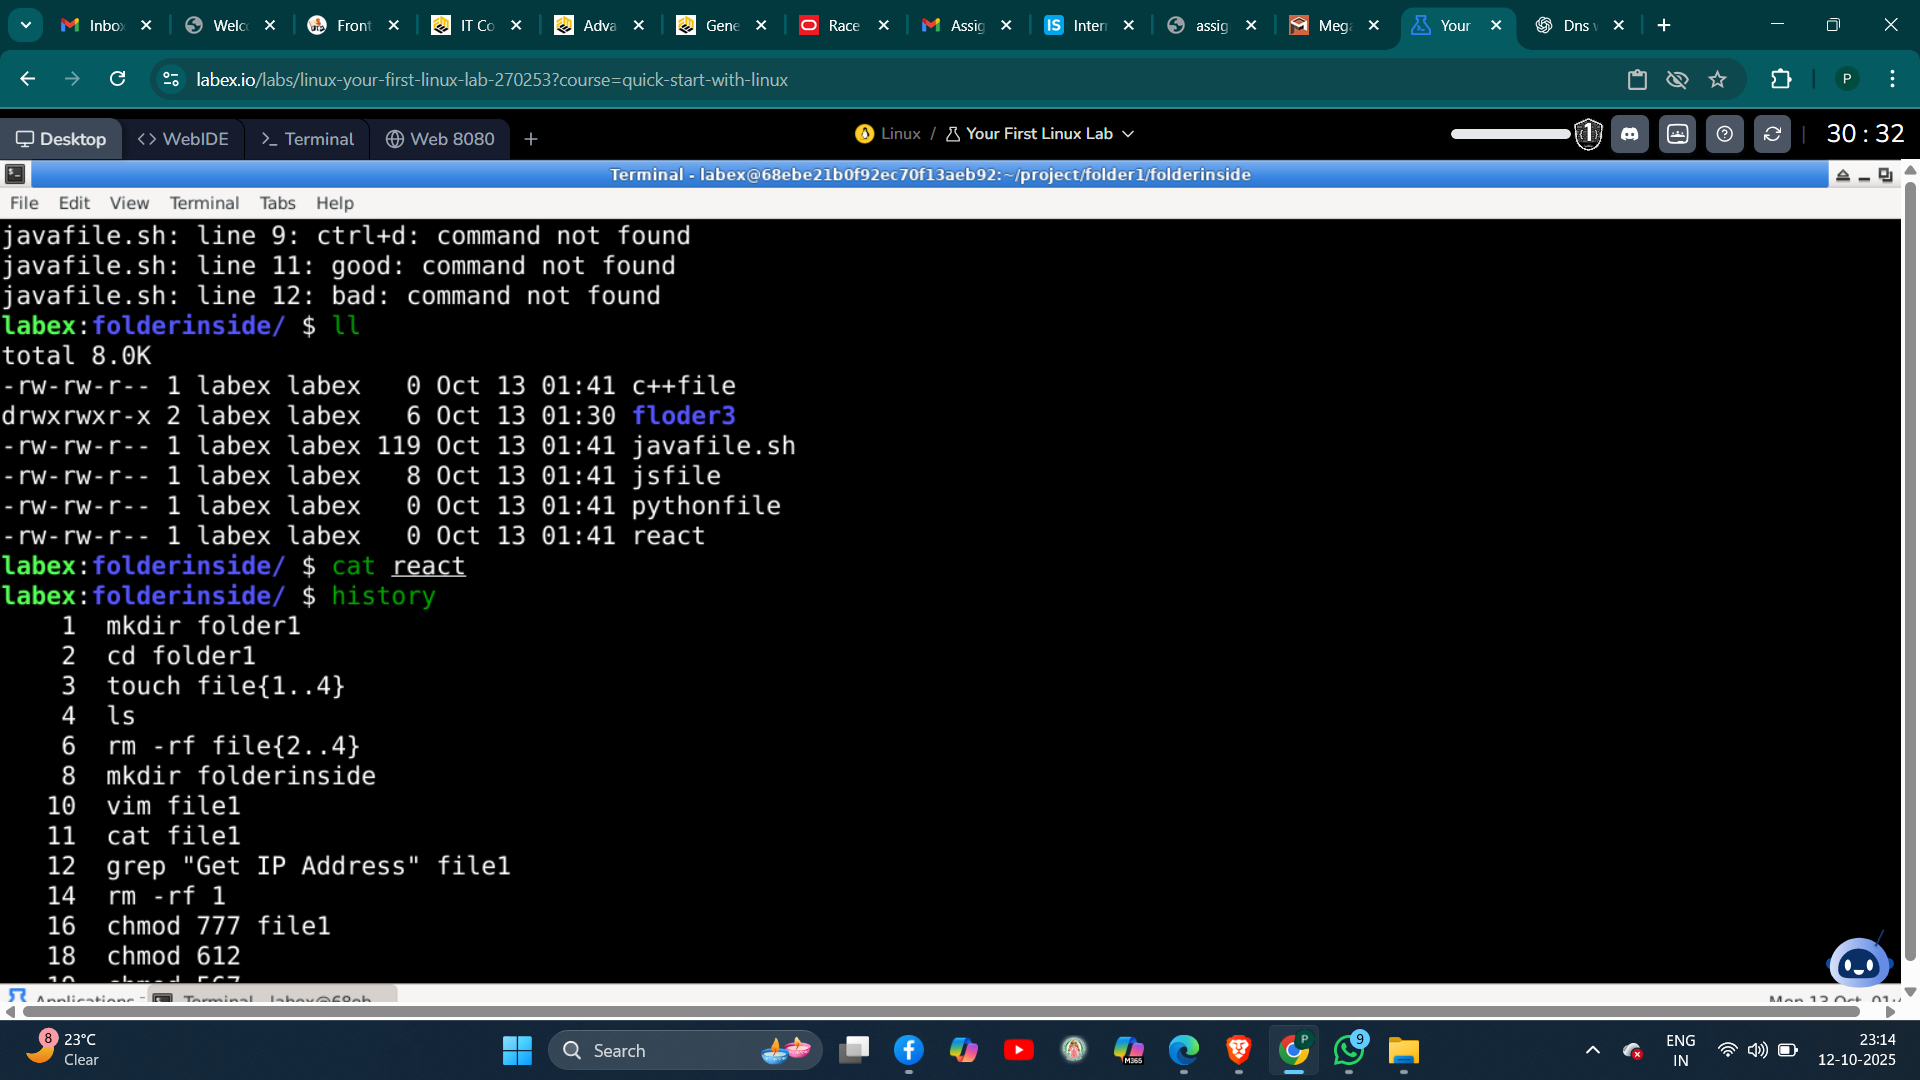 Inbox
Welc
Front
IT Co
Adva
Gene
Race
Assig
Inter
assig
Mega
Your
Dns
labex.io/labs/linux-your-first-linux-lab-270253?course=quick-start-with-linux
P
Desktop
<> WebIDE
>_ Terminal
Web 8080
+
Linux / Your First Linux Lab
1
30 : 32
Terminal - labex@68ebe21b0f92ec70f13aeb92:~/project/folder1/folderinside
File Edit View Terminal Tabs Help
javafile.sh: line 9: ctrl+d: command not found
javafile.sh: line 11: good: command not found
javafile.sh: line 12: bad: command not found
labex:folderinside/ $ ll
total 8.0K
-rw-rw-r-- 1 labex labex   0 Oct 13 01:41 c++file
drwxrwxr-x 2 labex labex   6 Oct 13 01:30 floder3
-rw-rw-r-- 1 labex labex 119 Oct 13 01:41 javafile.sh
-rw-rw-r-- 1 labex labex   8 Oct 13 01:41 jsfile
-rw-rw-r-- 1 labex labex   0 Oct 13 01:41 pythonfile
-rw-rw-r-- 1 labex labex   0 Oct 13 01:41 react
labex:folderinside/ $ cat react
labex:folderinside/ $ history
    1  mkdir folder1
    2  cd folder1
    3  touch file{1..4}
    4  ls
    6  rm -rf file{2..4}
    8  mkdir folderinside
   10  vim file1
   11  cat file1
   12  grep "Get IP Address" file1
   14  rm -rf 1
   16  chmod 777 file1
   18  chmod 612
   19  chmod 567
Applications Terminal - labex@68eb
Mon 13 Oct, 01:4
8
23°C
Clear
Search
M365
P
9
ENG
IN
23:14
12-10-2025